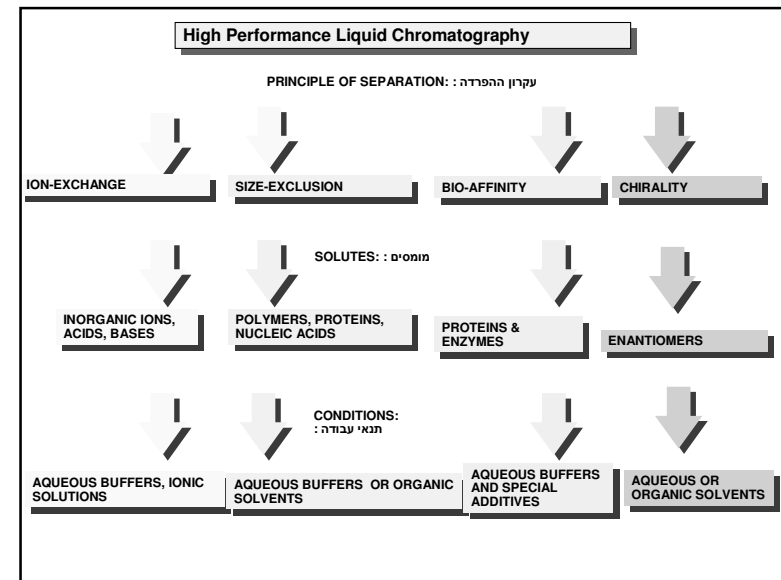 High Performance Liquid Chromatography
PRINCIPLE OF SEPARATION: : עקרון ההפרדה
ION-EXCHANGE
SIZE-EXCLUSION
BIO-AFFINITY
CHIRALITY
SOLUTES: : מומסים
INORGANIC IONS,
ACIDS, BASES
POLYMERS, PROTEINS,
NUCLEIC ACIDS
PROTEINS &
ENZYMES
ENANTIOMERS
CONDITIONS:
תנאי עבודה :
AQUEOUS BUFFERS, IONIC
SOLUTIONS
AQUEOUS BUFFERS OR ORGANIC
SOLVENTS
AQUEOUS BUFFERS
AND SPECIAL
ADDITIVES
AQUEOUS OR
ORGANIC SOLVENTS